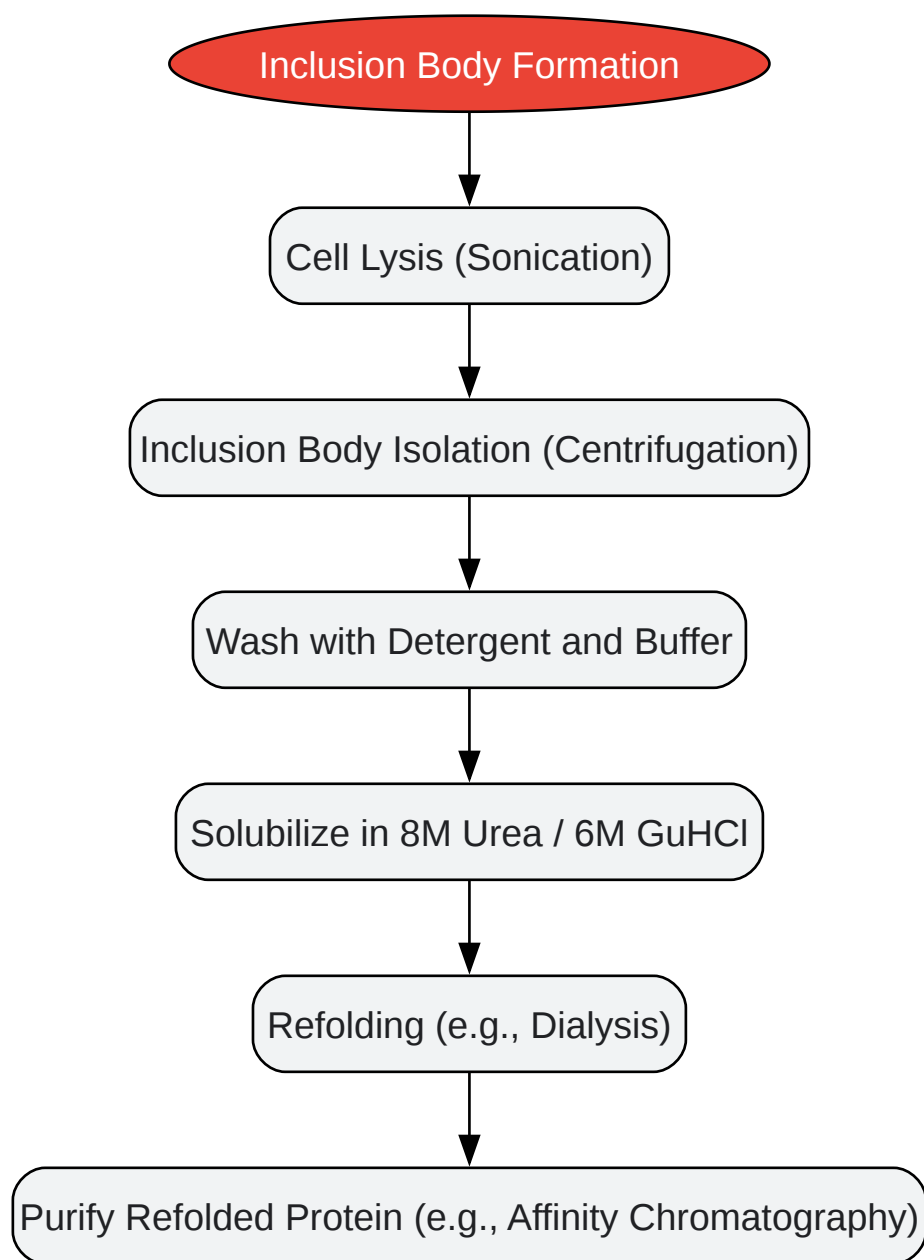 Inclusion Body Formation
Cell Lysis (Sonication)
Inclusion Body Isolation (Centrifugation)
Wash with Detergent and Buffer
Solubilize in 8M Urea / 6M GuHCl
Refolding (e.g., Dialysis)
Purify Refolded Protein (e.g., Affinity Chromatography)